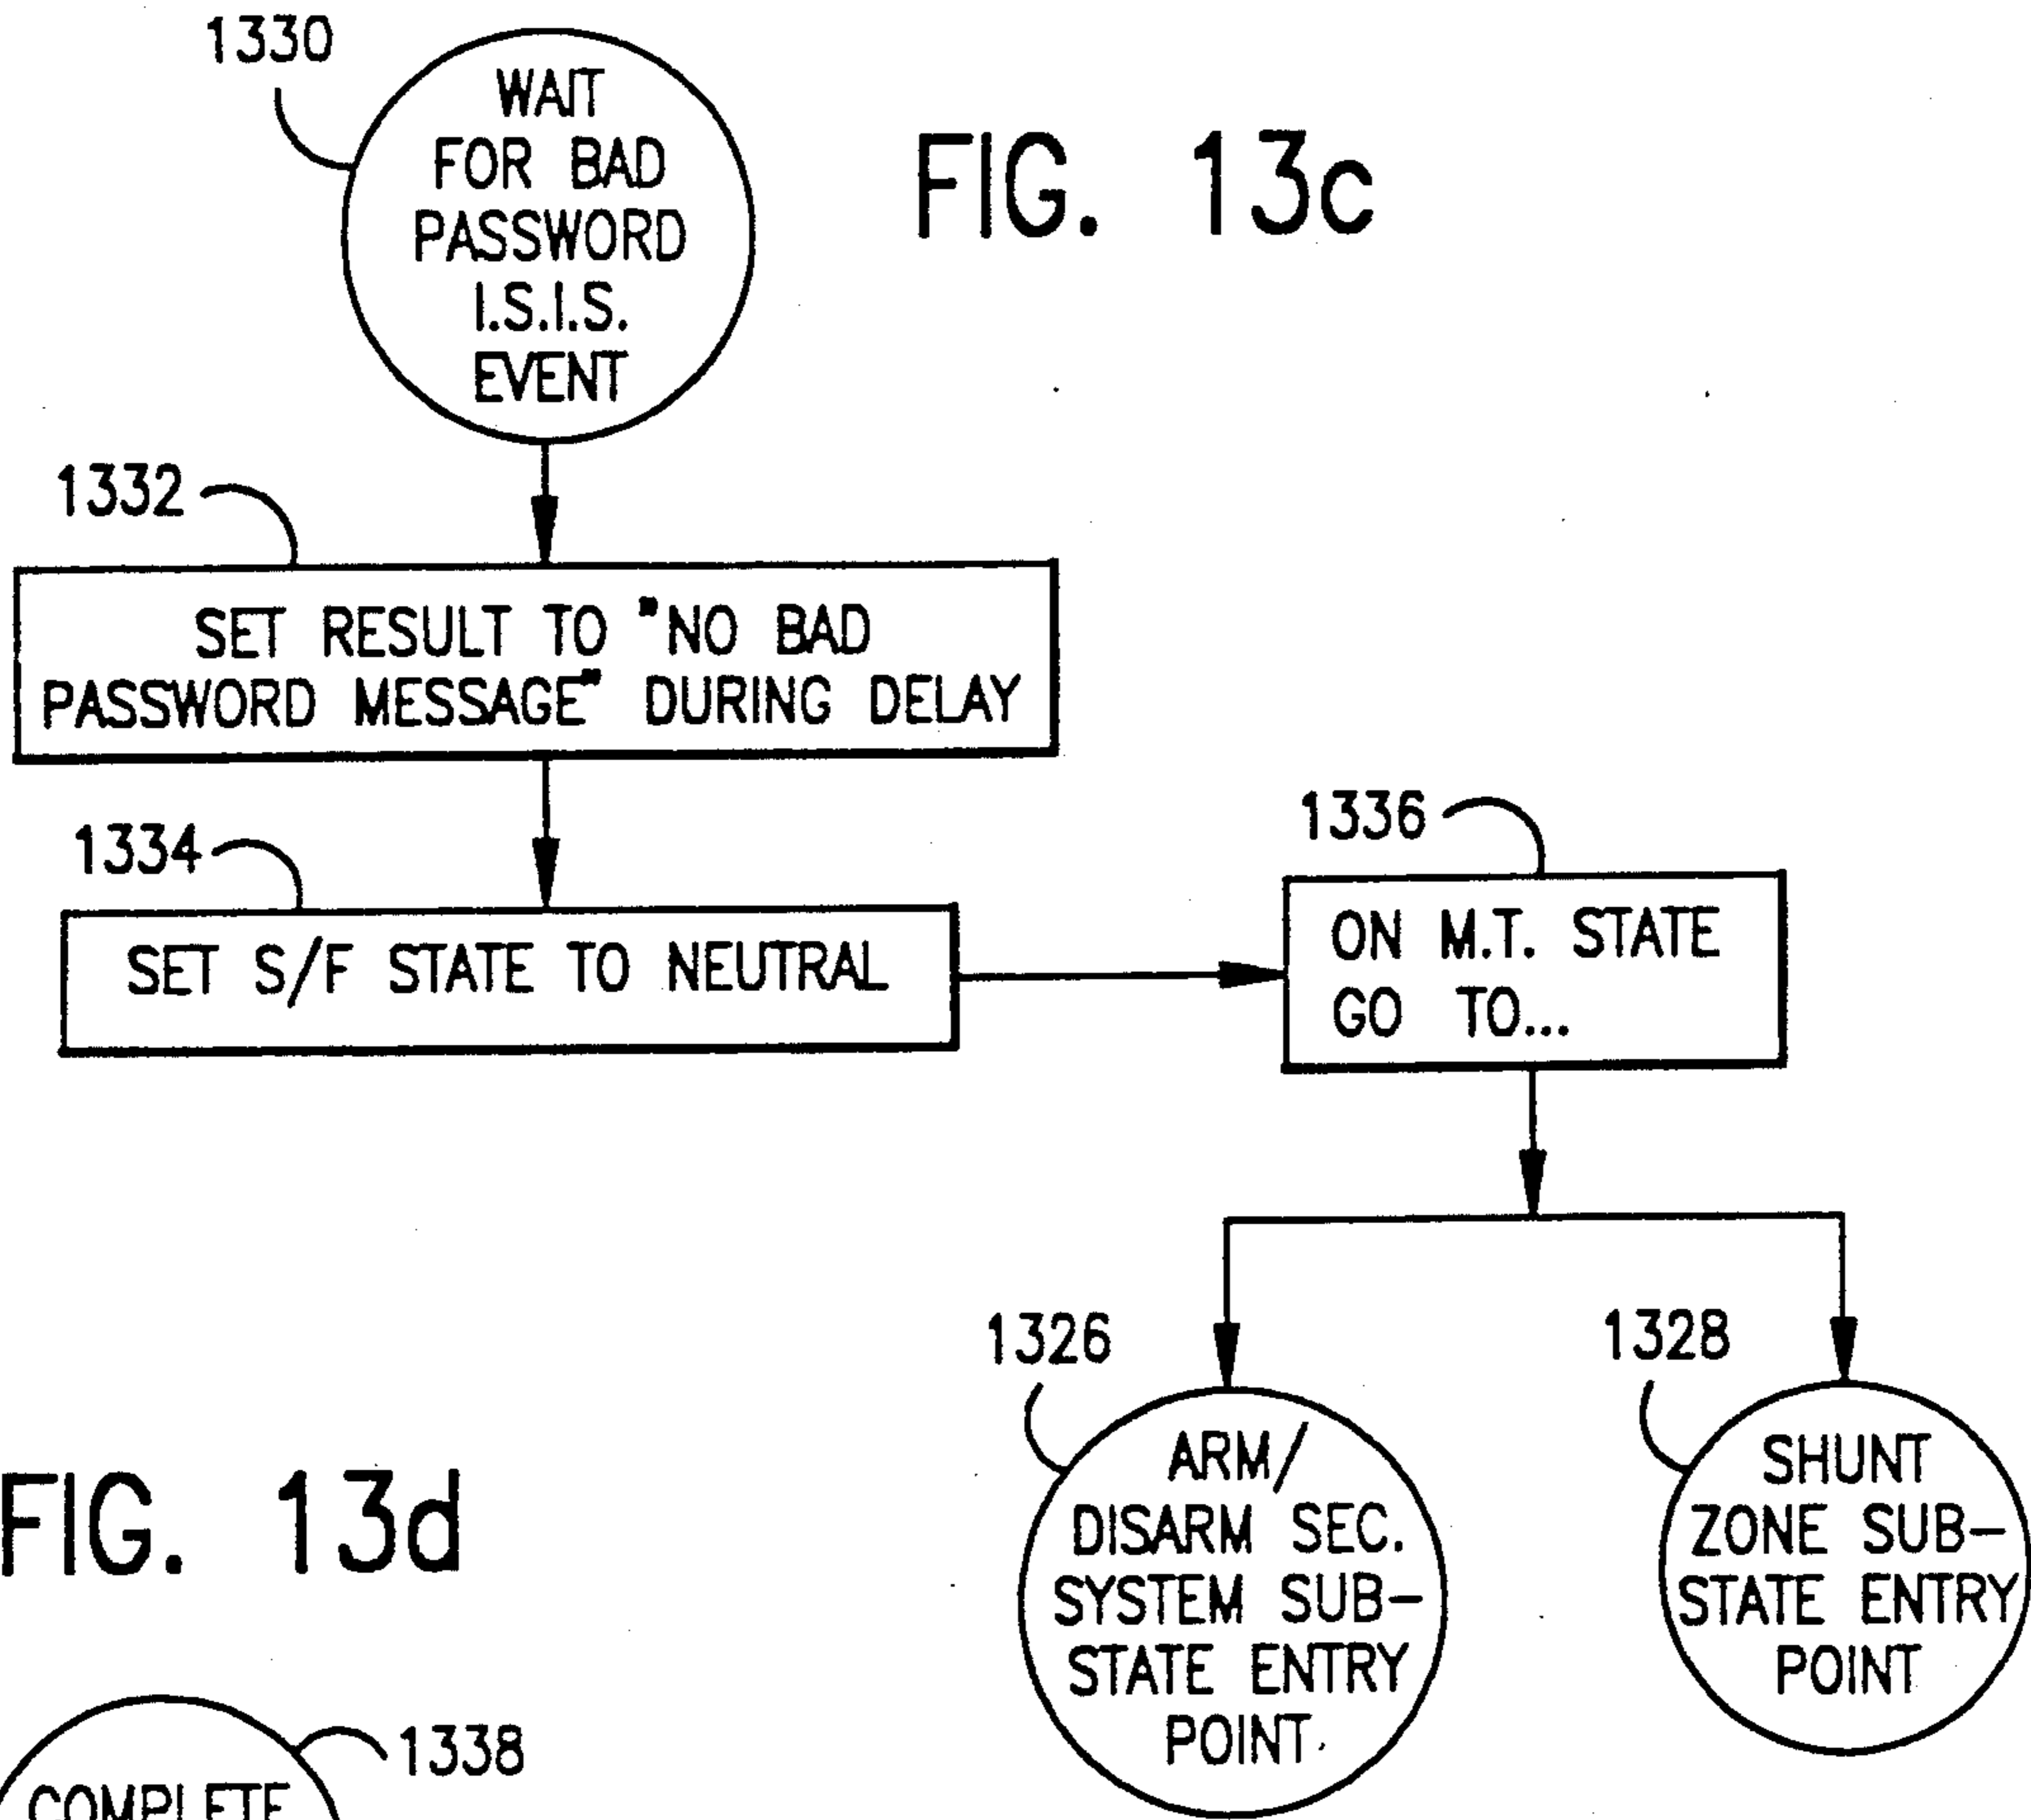 1330
WAIT
FOR BAD
PASSWORD
I.S.I.S.
EVENT
FIG. 13c
1332
SET RESULT TO "NO BAD
PASSWORD MESSAGE" DURING DELAY
1334
SET S/F STATE TO NEUTRAL
1336
ON M.T. STATE
GO TO...
1326
ARM/
DISARM SEC.
SYSTEM SUB-
STATE ENTRY
POINT
1328
SHUNT
ZONE SUB-
STATE ENTRY
POINT
FIG. 13d
1338
COMPLETE